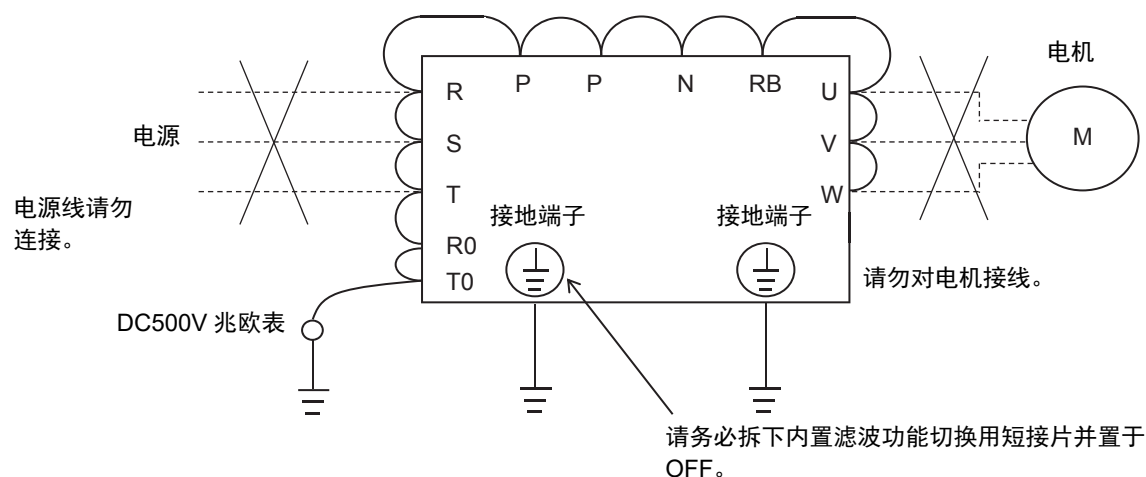 电机
R P P N RB U
电源 S V M
T W
电源线请勿
连接。
接地端子 接地端子
R0
T0
请勿对电机接线。
DC500V 兆欧表
请务必拆下内置滤波功能切换用短接片并置于
OFF。